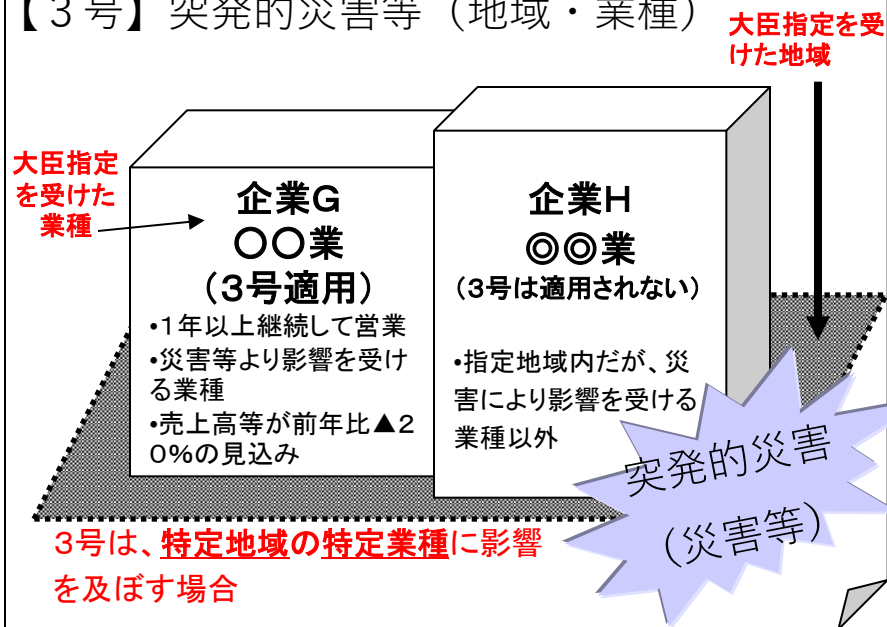 【３号】突発的災害等（地域・業種）
大臣指定を受
けた地域
大臣指定
を受けた
業種
企業G
〇〇業
（３号適用）
•１年以上継続して営業
•災害等より影響を受け
る業種
•売上高等が前年比▲２
０％の見込み
企業H
◎◎業
（３号は適用されない）
•指定地域内だが、災
害により影響を受ける
業種以外
突発的災害
（災害等）
３号は、特定地域の特定業種に影響
を及ぼす場合